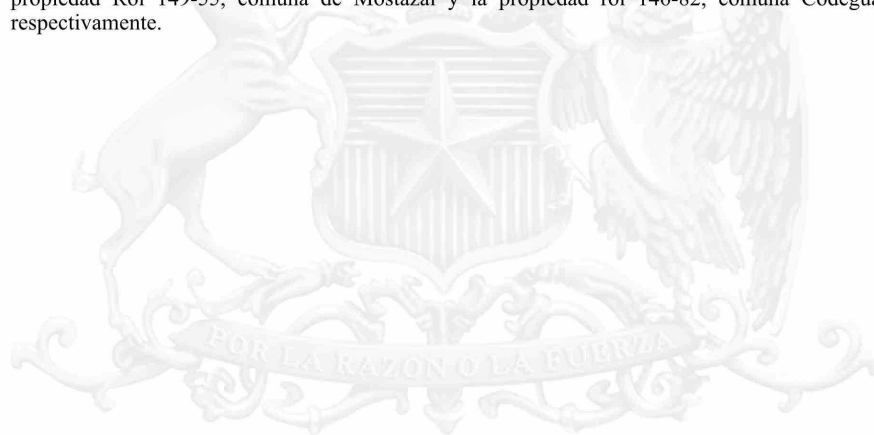 propiedad Rol 149-55, comuna de Mostazal y la propiedad rol 146-82, comuna Codegua
respectivamente.
POR LA RAZÓN O LA FUERZA